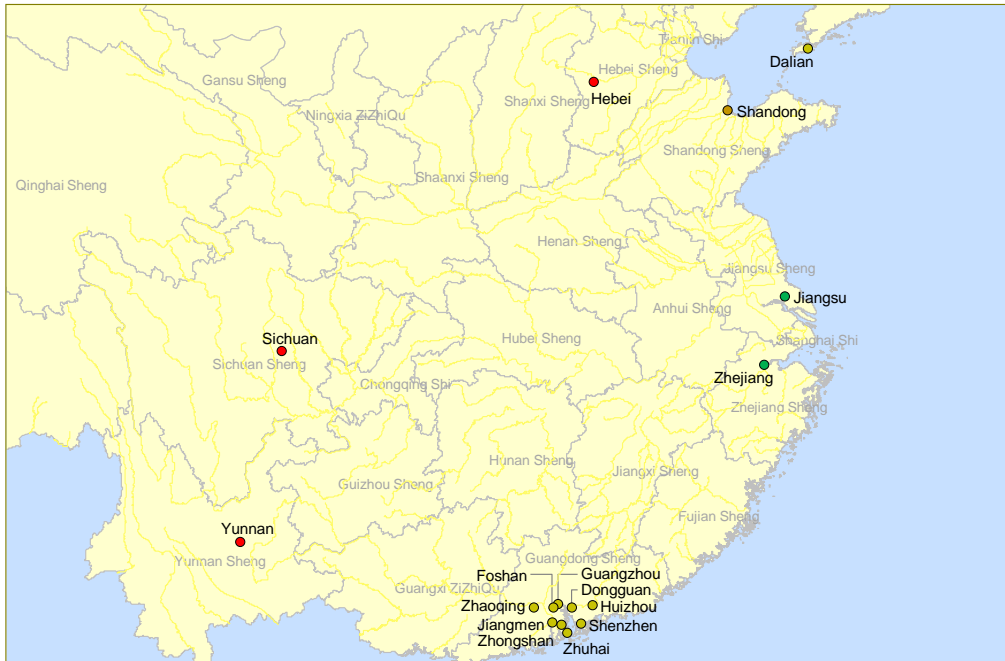 Tianjin Shi
Dalian
Hebei Sheng
Gansu Sheng
Hebei
Shanxi Sheng
Shandong
Ningxia ZiZhiQu
Shandong Sheng
Shaanxi Sheng
Qinghai Sheng
Henan Sheng
Jiangsu Sheng
Jiangsu
Anhui Sheng
Sichuan
Hubei Sheng
Shanghai Shi
Sichuan Sheng
Zhejiang
Chongqing Shi
Zhejiang Sheng
Hunan Sheng
Jiangxi Sheng
Guizhou Sheng
Fujian Sheng
Yunnan
Yunnan Sheng
Guangdong Sheng
Foshan
Guangzhou
Guangxi ZiZhiQu
Dongguan
Zhaoqing
Huizhou
Jiangmen
Shenzhen
Zhongshan
Zhuhai